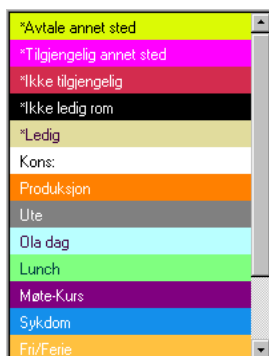 *Avtale annet sted
*Tilgjengelig annet sted
*Ikke tilgjengelig
*Ikke ledig rom
*Ledig
Kons:
Produksjon
Ute
Ola dag
Lunch
Møte-Kurs
Sykdom
Fri/Ferie